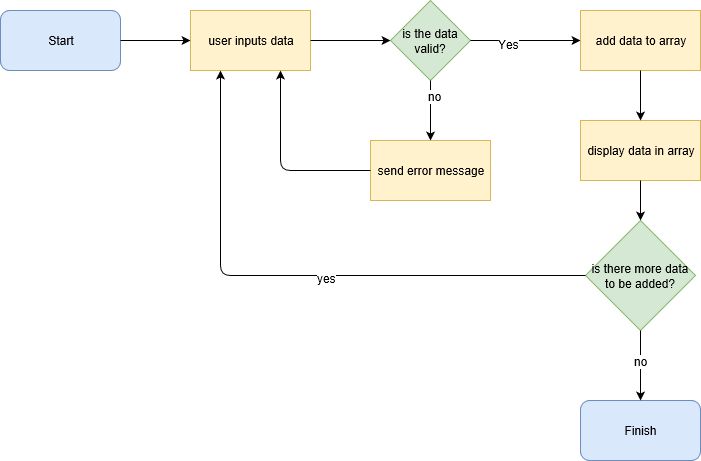 Start
user inputs data
is the data
valid?
Yes
add data to array
no
send error message
display data in array
is there more data
to be added?
yes
no
Finish